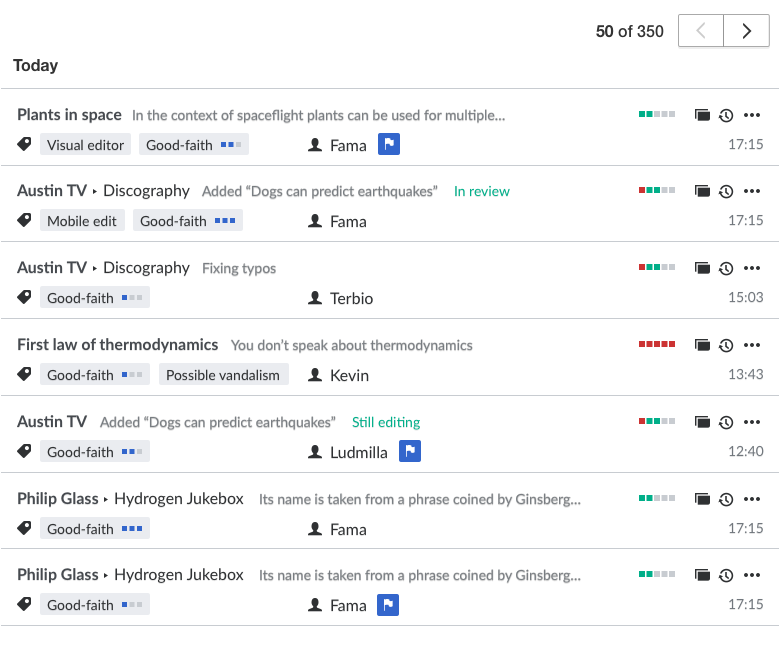 50 of 350
Today
Plants in space In the context of spaceflight plants can be used for multiple...
Visual editor Good-faith Fama 17:15
Austin TV ‣ Discography Added “Dogs can predict earthquakes” In review
Mobile edit Good-faith Fama 17:15
Austin TV ‣ Discography Fixing typos
Good-faith Terbio 15:03
First law of thermodynamics You don’t speak about thermodynamics
Good-faith Possible vandalism Kevin 13:43
Austin TV Added “Dogs can predict earthquakes” Still editing
Good-faith Ludmilla 12:40
Philip Glass ‣ Hydrogen Jukebox Its name is taken from a phrase coined by Ginsberg...
Good-faith Fama 17:15
Philip Glass ‣ Hydrogen Jukebox Its name is taken from a phrase coined by Ginsberg...
Good-faith Fama 17:15